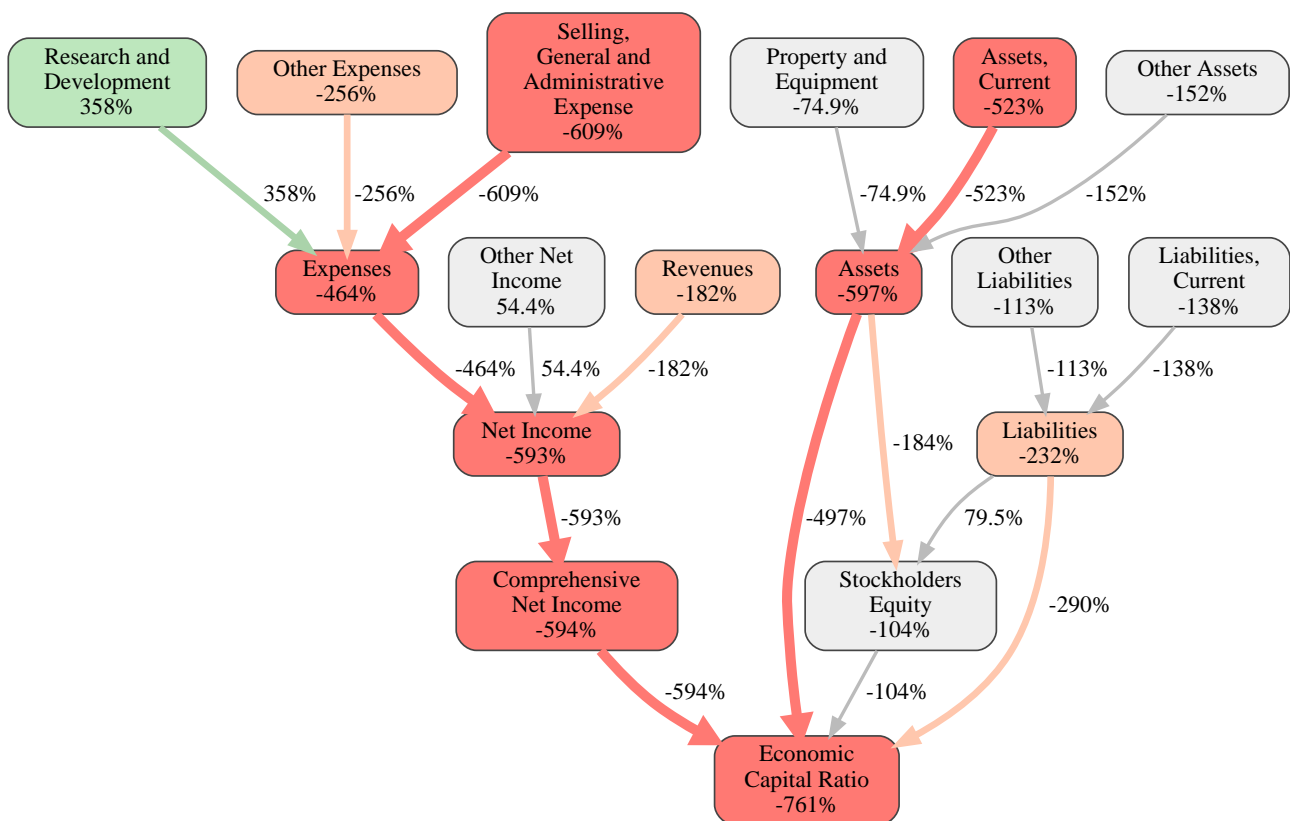 Research and
Development
358%
Other Expenses
-256%
Selling,
General and
Administrative
Expense
-609%
Property and
Equipment
-74.9%
Assets,
Current
-523%
Other Assets
-152%
358%
-256%
-609%
-74.9%
-523%
-152%
Expenses
-464%
Other Net
Income
54.4%
Revenues
-182%
Assets
-597%
Other
Liabilities
-113%
Liabilities,
Current
-138%
-464%
54.4%
-182%
-113%
-138%
Net Income
-593%
-184%
Liabilities
-232%
-593%
-497%
79.5%
Comprehensive
Net Income
-594%
Stockholders
Equity
-104%
-290%
-594%
-104%
Economic
Capital Ratio
-761%